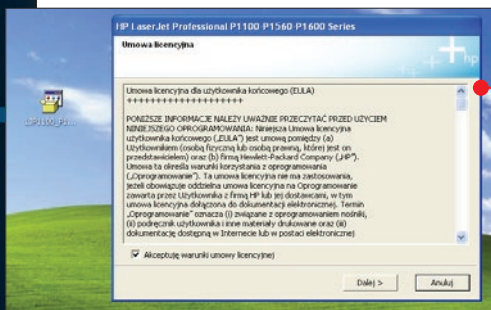 HP LaserJet Professional P1100-P1560-P1600 Series
Umowa licencyjna
hp
Umowa licencyjna dla użytkownika końcowego (EULA)
++++++++++++++++++++
PONIŻSZE INFORMACJE NALEŻY UWAŻNIE PRZECZYTAĆ PRZED UŻYCIEM
NINIEJSZEGO OPROGRAMOWANIA: Niniejsza Umowa licencyjna
użytkownika końcowego („EULA”) jest umową pomiędzy (a)
Użytkownikiem (osobą fizyczną lub osobą prawną, której jest on
przedstawicielem) oraz (b) firmą Hewlett-Packard Company („HP”).
Umowa ta określa warunki korzystania z oprogramowania
(„Oprogramowanie”). Ta umowa licencyjna nie ma zastosowania,
jeżeli obowiązuje oddzielna umowa licencyjna na Oprogramowanie
zawarta przez Użytkownika z firmą HP lub jej dostawcami, w tym
umowa licencyjna dołączona do dokumentacji elektronicznej. Termin
„Oprogramowanie” oznacza (i) związane z oprogramowaniem nośniki,
(ii) podręcznik użytkownika i inne materiały drukowane oraz (iii)
dokumentację dostępną w Internecie lub w postaci elektronicznej
Akceptuję warunki umowy licencyjnej
Dalej >
Anuluj